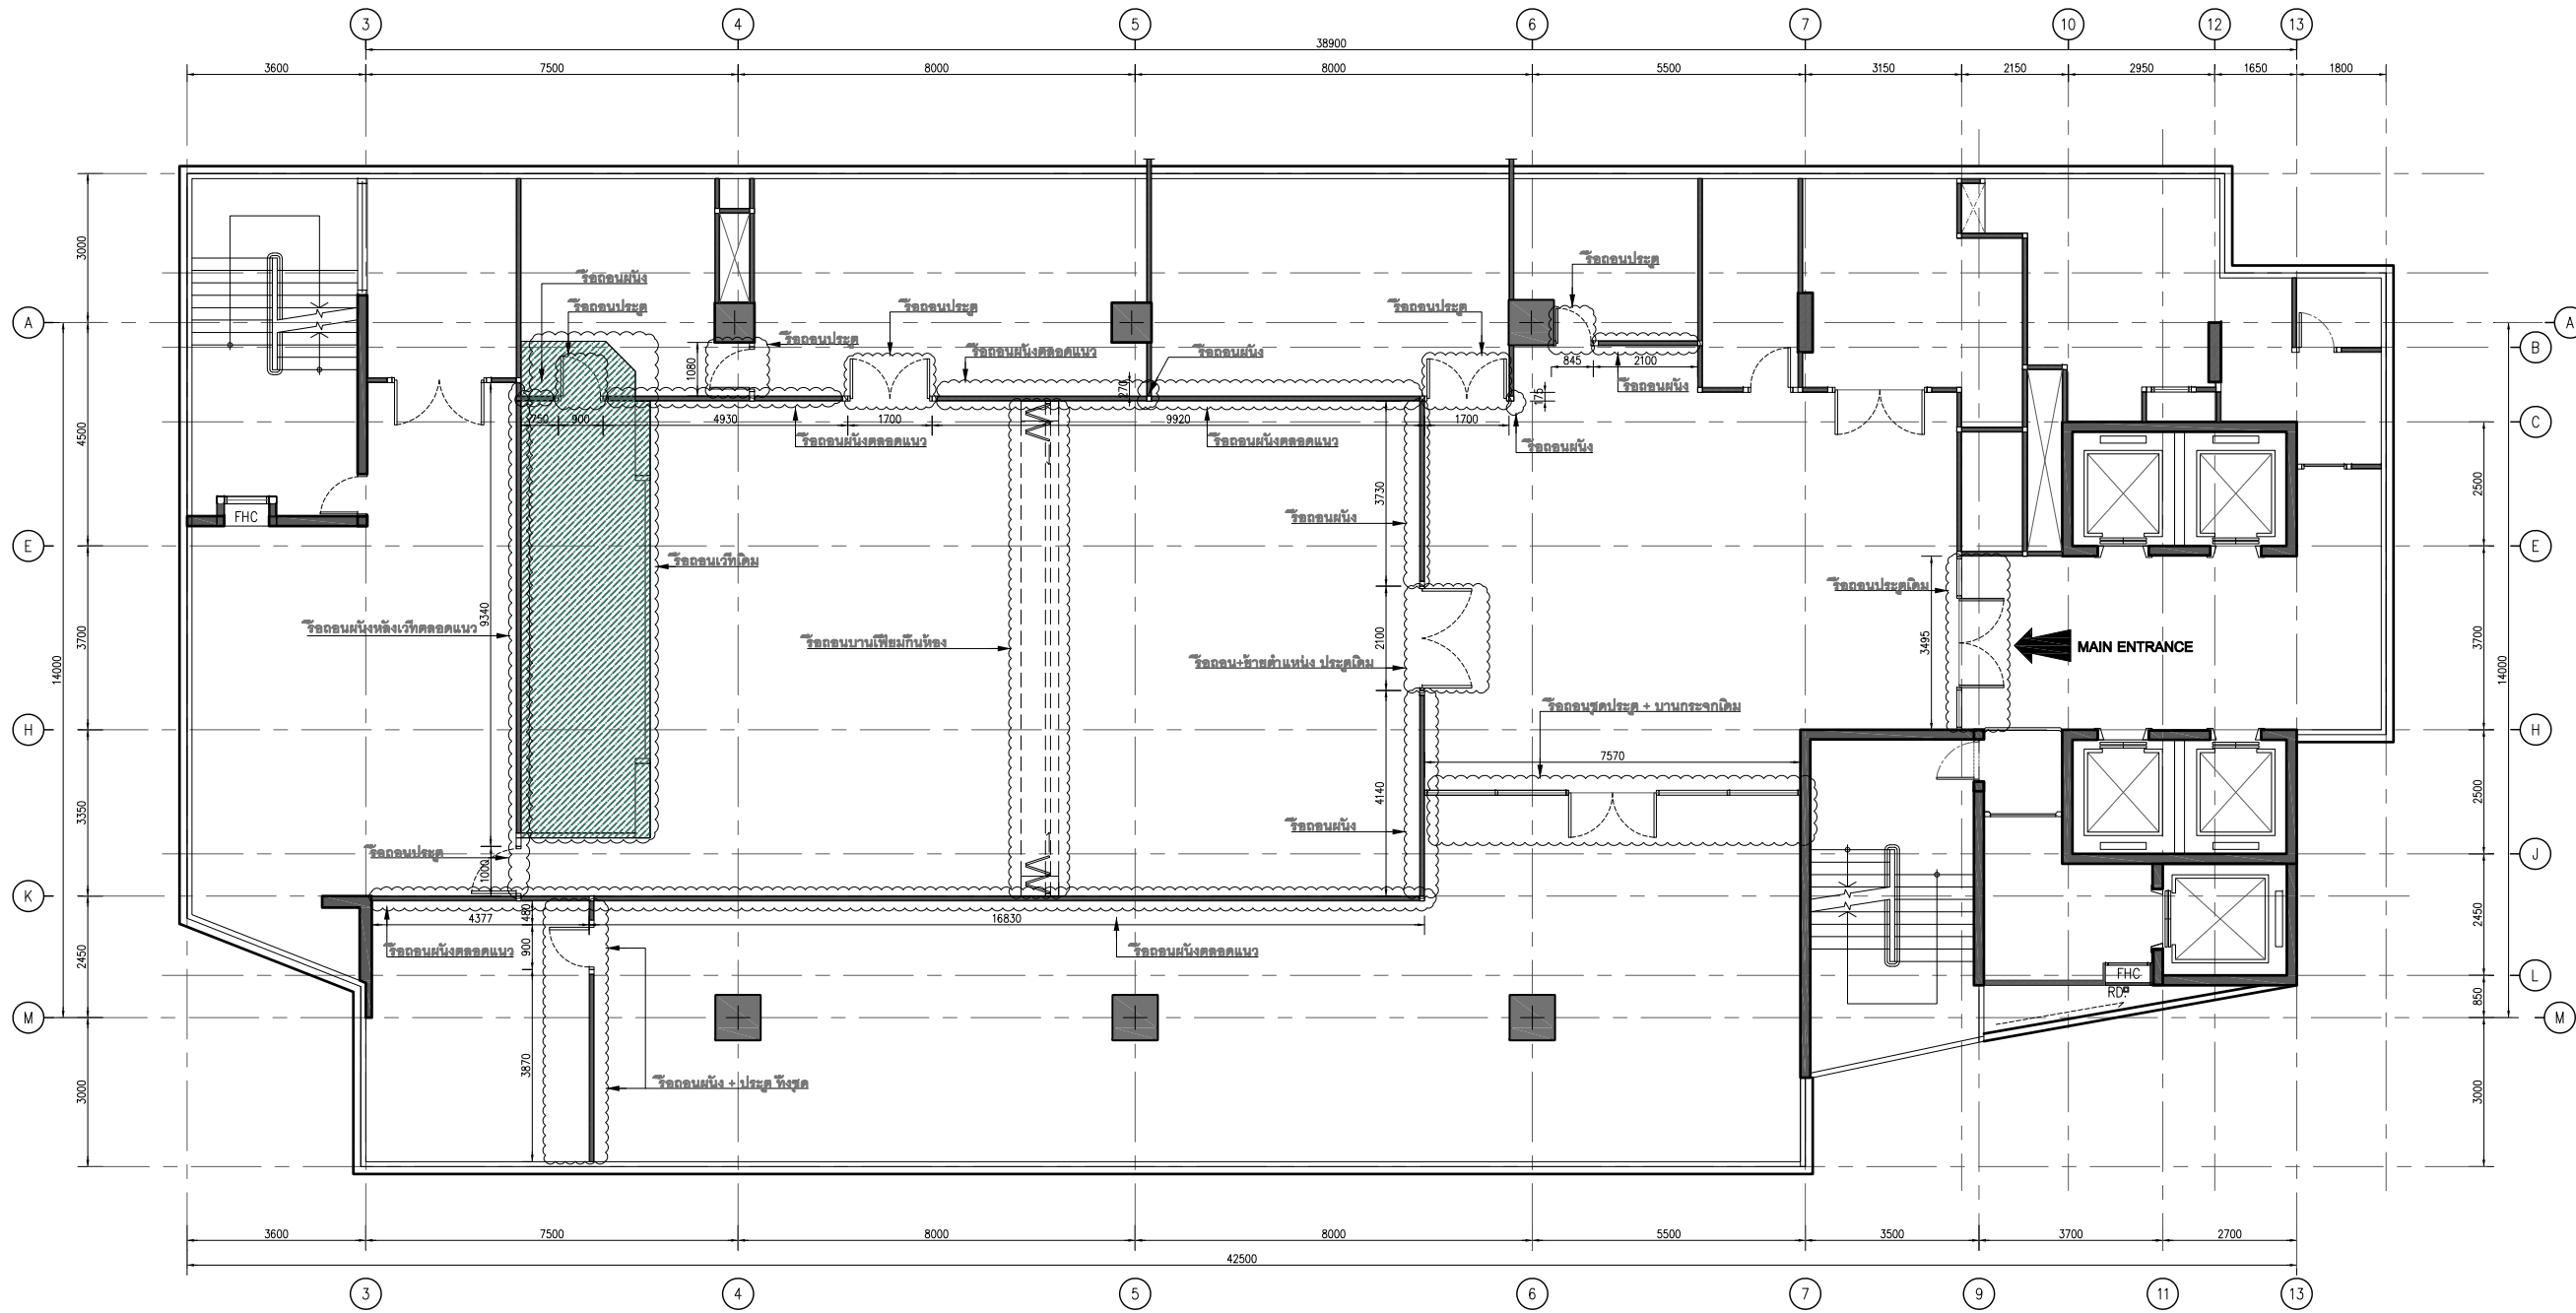 3 4 5 6 7 10 12 13
38900
3600 7500 8000 8000 5500 3150 2150 2950 1650 1800
3000
รื้อถอนประตู
รื้อถอนผนัง
รื้อถอนประตู
รื้อถอนประตู
รื้อถอนประตู
A
A
รื้อถอนประตู
รื้อถอนผนังตลอดแนว
รื้อถอนผนัง
B
1080
845 2100
270
รื้อถอนผนัง
175
750 900 4930 1700 9920 1700
C
4500
รื้อถอนผนังตลอดแนว
รื้อถอนผนังตลอดแนว
รื้อถอนผนัง
3730
2500
FHC
รื้อถอนผนัง
E
E
รื้อถอนเวทีเดิม
รื้อถอนประตูเดิม
9340
รื้อถอนผนังหลังเวทีตลอดแนว
รื้อถอนบานเฟี้ยมกั้นห้อง
2100
3495
3700
3700
MAIN ENTRANCE
14000
14000
รื้อถอน+ย้ายตำแหน่ง ประตูเดิม
รื้อถอนชุดประตู + บานกระจกเดิม
H
H
7570
4140
3350
2500
รื้อถอนผนัง
รื้อถอนประตู
J
1000
K
K
4377 480 16830
2450
รื้อถอนผนังตลอดแนว
900
รื้อถอนผนังตลอดแนว
2450
FHC
L
RD.
850
M
M
3870
รื้อถอนผนัง + ประตู ทั้งชุด
3000
3000
3600 7500 8000 8000 5500 3500 3700 2700
42500
3 4 5 6 7 9 11 13